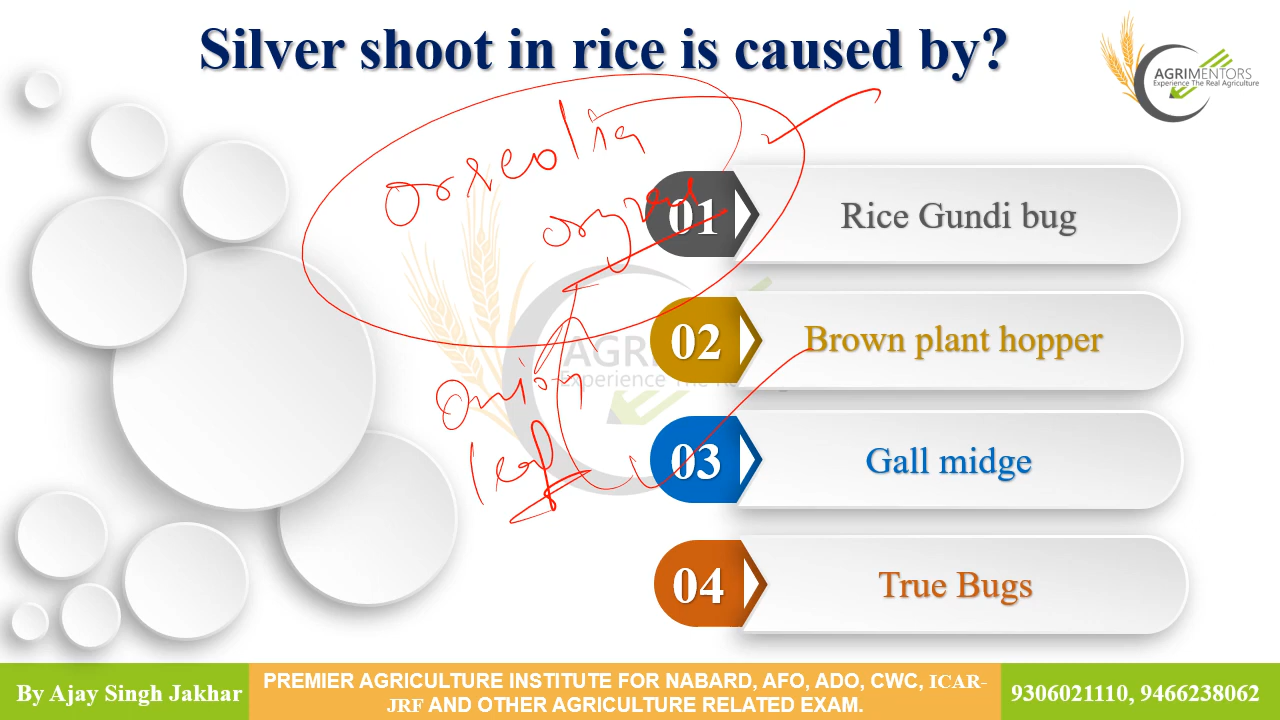 Silver shoot in rice is caused by?
AGRIMENTORS
Experience The Real Agriculture
orseolia
oryzea
onion
leaf
01 Rice Gundi bug
02 Brown plant hopper
03 Gall midge
04 True Bugs
By Ajay Singh Jakhar
PREMIER AGRICULTURE INSTITUTE FOR NABARD, AFO, ADO, CWC, ICAR-
JRF AND OTHER AGRICULTURE RELATED EXAM.
9306021110, 9466238062